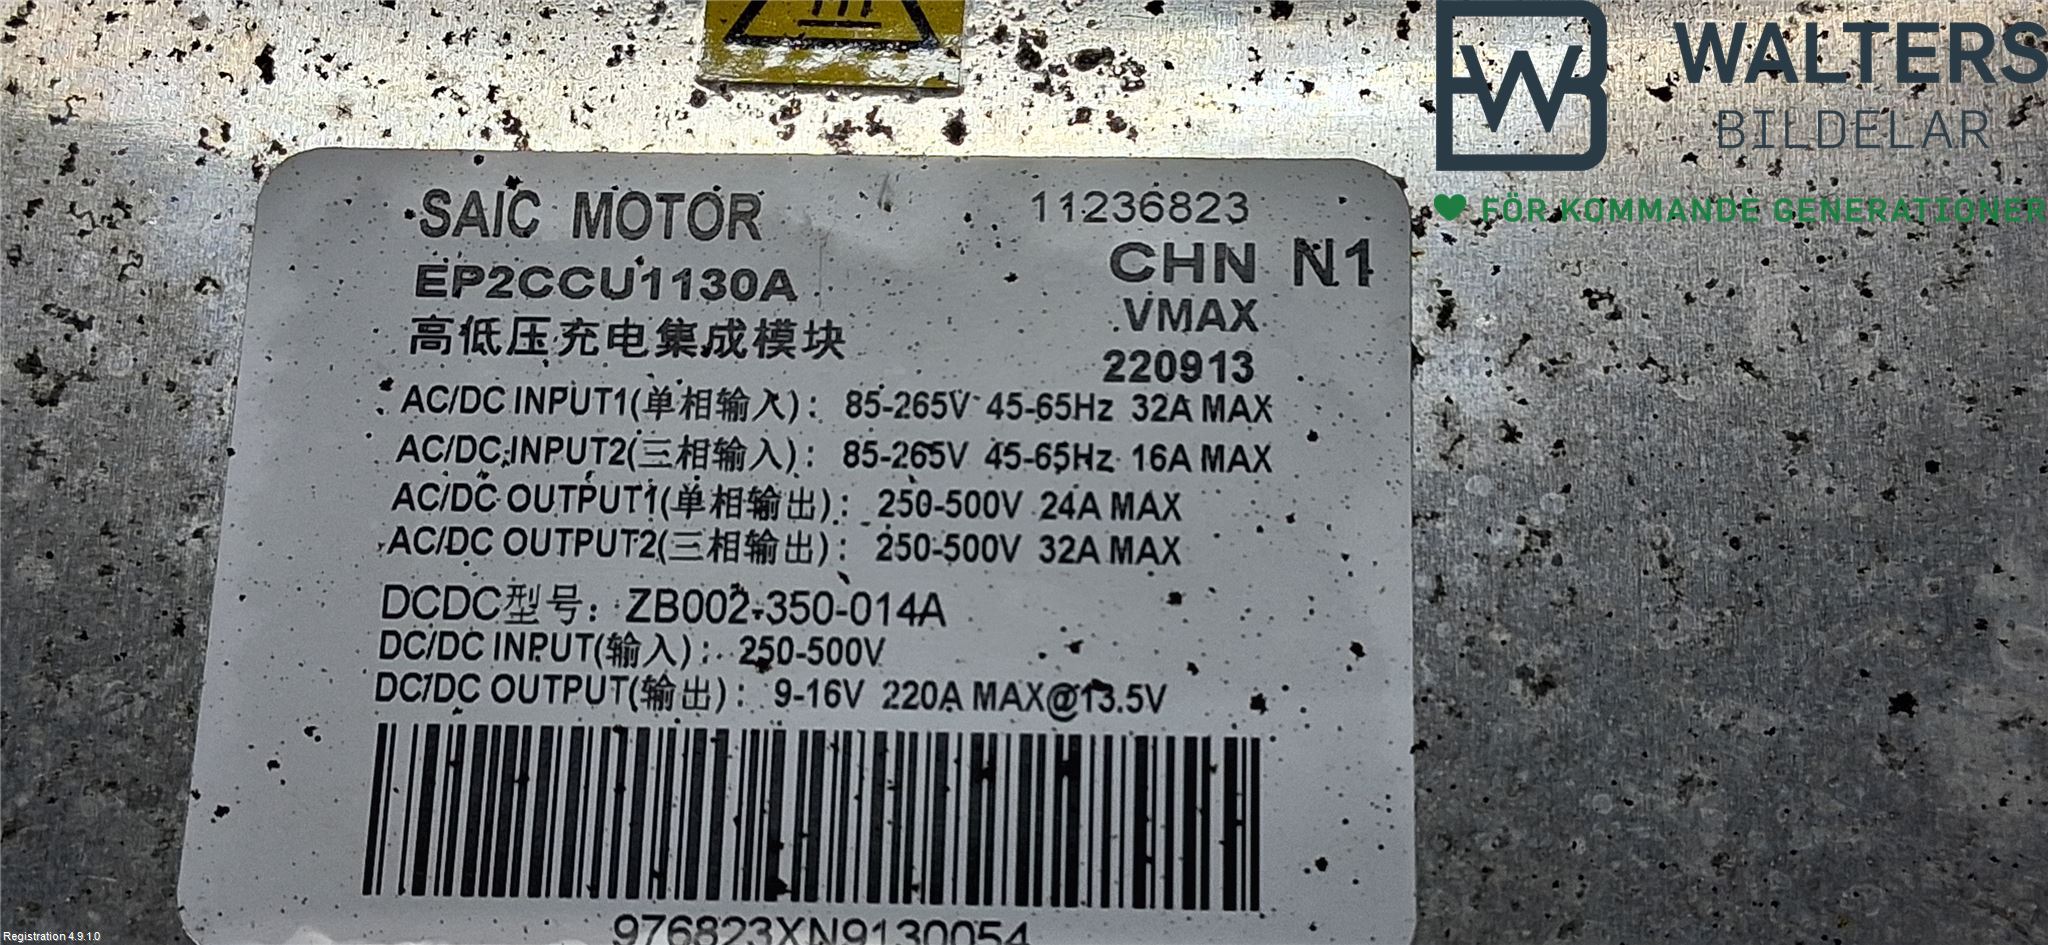 WALTERS
BILDELAR
FÖR KOMMANDE GENERATIONER
SAIC MOTOR
11236823
EP2CCU1130A
CHN N1
高低压充电集成模块
VMAX
220913
AC/DC INPUT1(单相输入): 85-265V 45-65Hz 32A MAX
AC/DC INPUT2(三相输入): 85-265V 45-65Hz 16A MAX
AC/DC OUTPUT1(单相输出): 250-500V 24A MAX
AC/DC OUTPUT2(三相输出): 250-500V 32A MAX
DCDC型号: ZB002-350-014A
DC/DC INPUT(输入): 250-500V
DC/DC OUTPUT(输出): 9-16V 220A MAX@13.5V
976823XN9130054
Registration 4.9.1.0